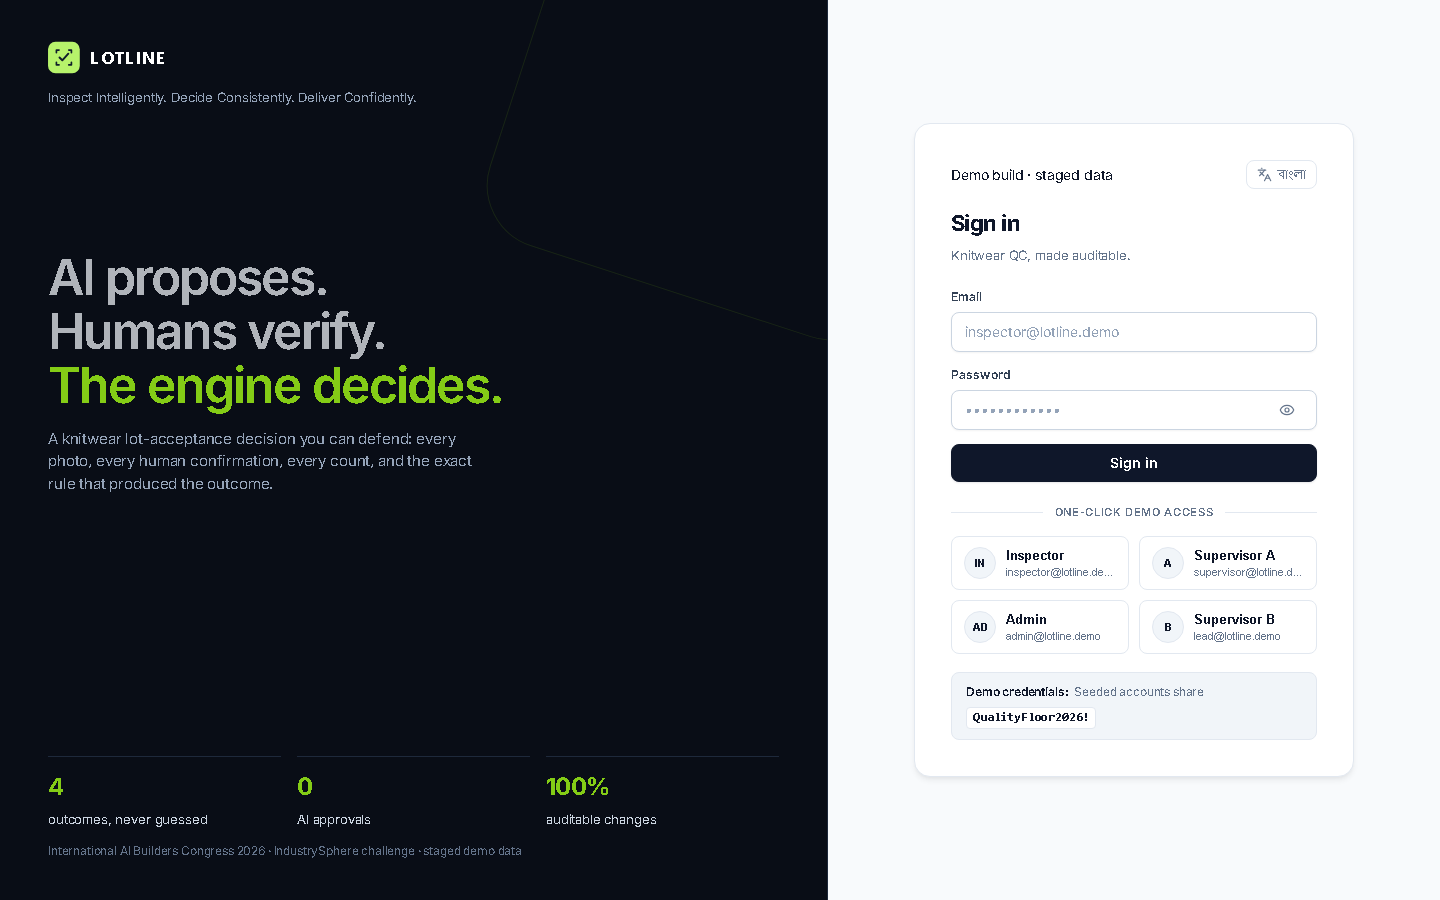 LOTLINE
Inspect Intelligently. Decide Consistently. Deliver Confidently.
AI proposes.
Humans verify.
The engine decides.
A knitwear lot-acceptance decision you can defend: every
photo, every human confirmation, every count, and the exact
rule that produced the outcome.
4
outcomes, never guessed
0
AI approvals
100%
auditable changes
International AI Builders Congress 2026 · IndustrySphere challenge · staged demo data
Demo build · staged data
বাংলা
Sign in
Knitwear QC, made auditable.
Email
inspector@lotline.demo
Password
••••••••••••
Sign in
ONE-CLICK DEMO ACCESS
IN
Inspector
inspector@lotline.de...
A
Supervisor A
supervisor@lotline.d...
AD
Admin
admin@lotline.demo
B
Supervisor B
lead@lotline.demo
Demo credentials: Seeded accounts share
QualityFloor2026!